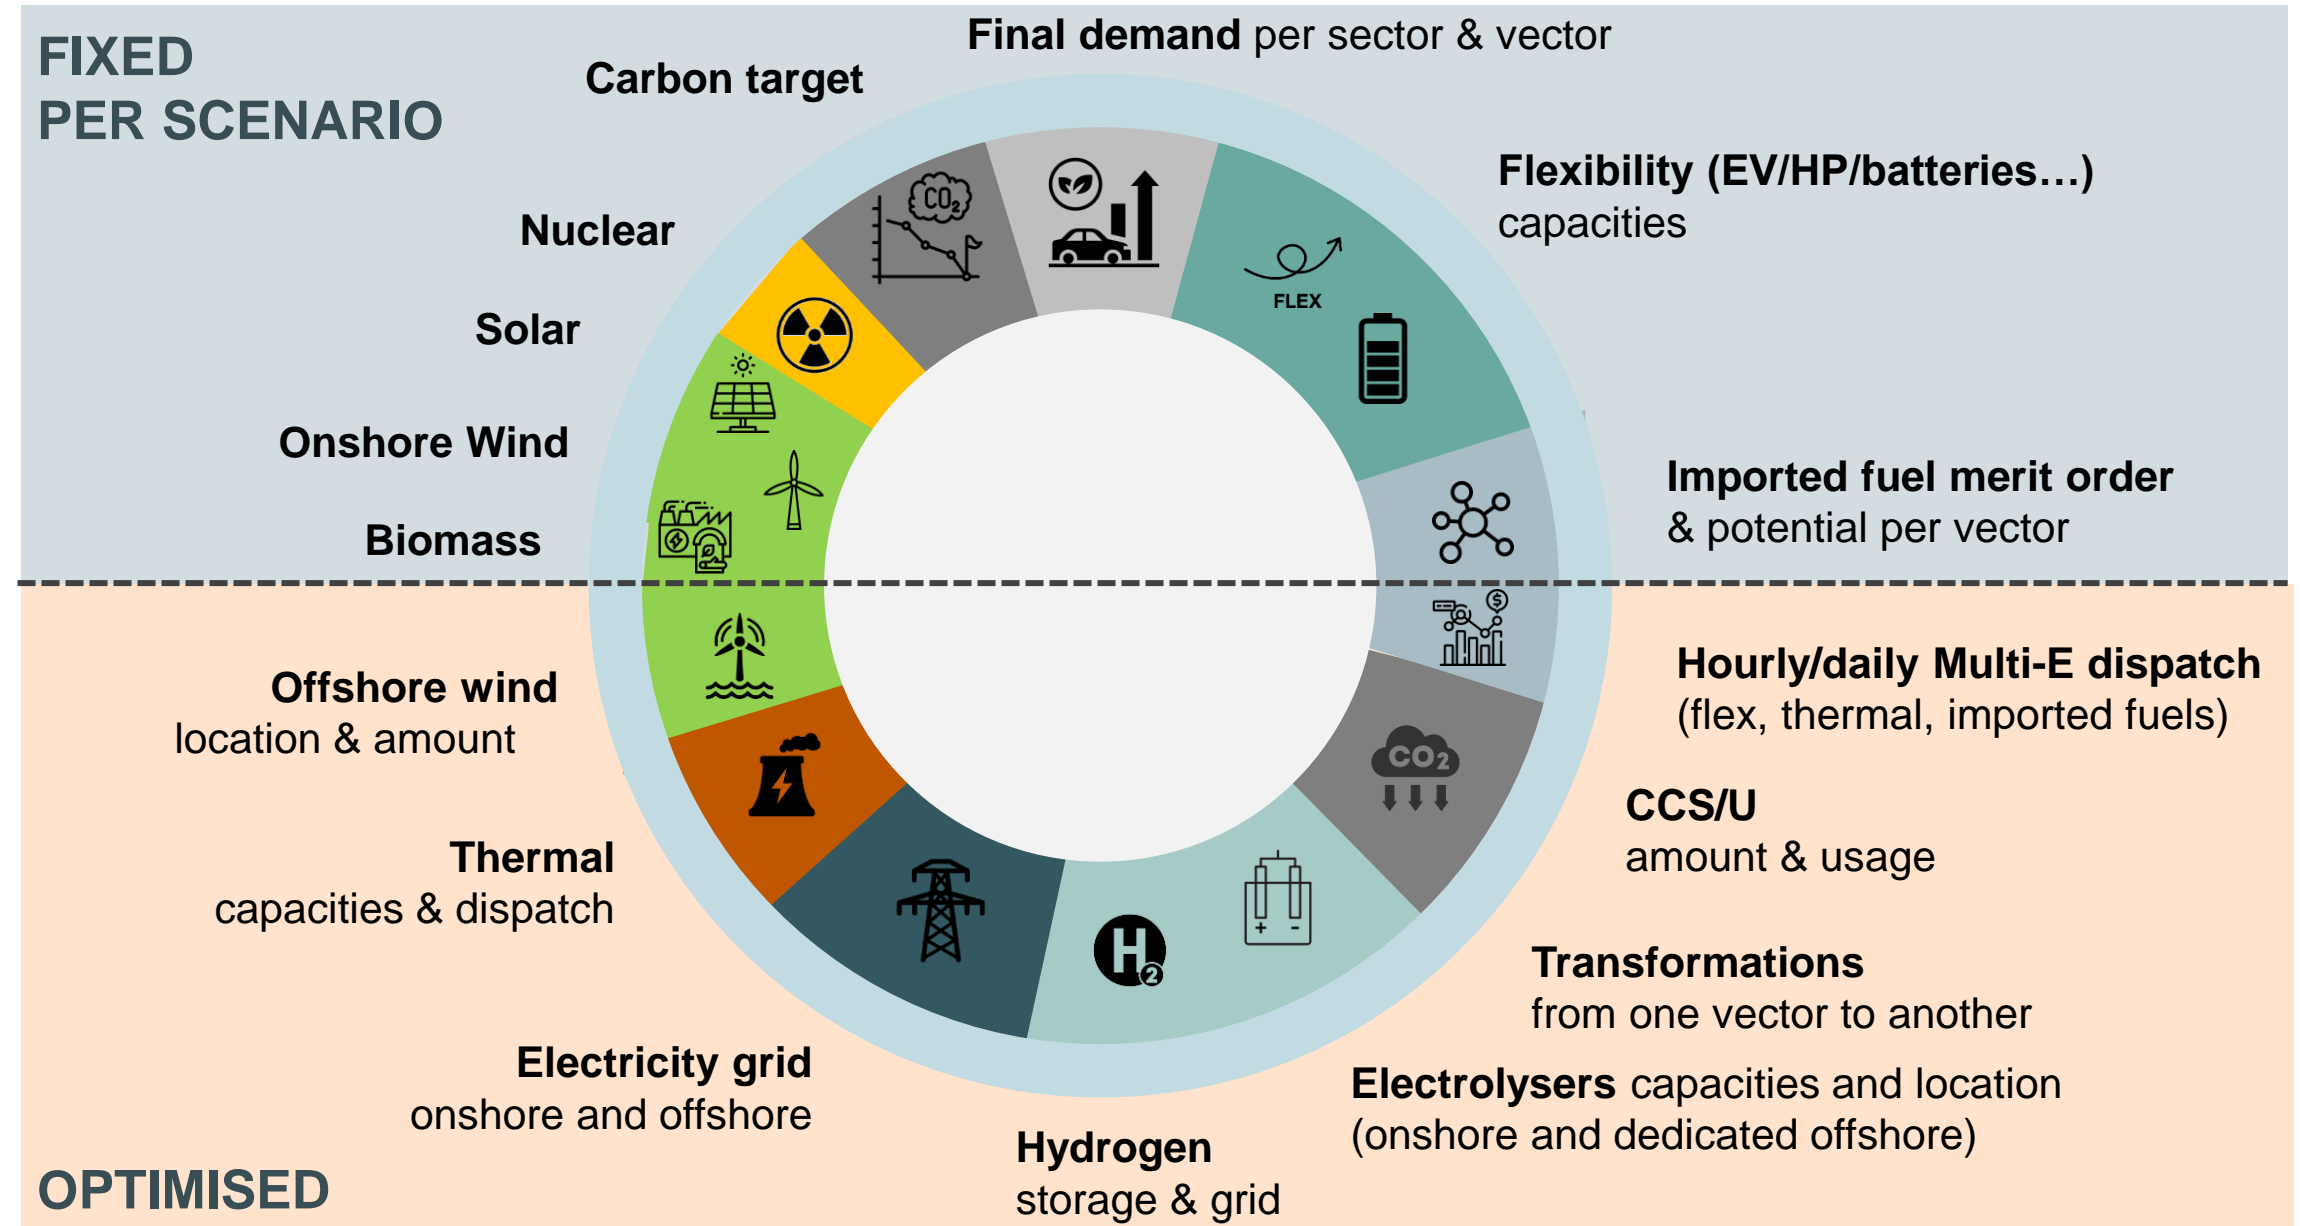 FIXED
PER SCENARIO
Final demand per sector & vector
Carbon target
Flexibility (EV/HP/batteries…)
capacities
Nuclear
Solar
Onshore Wind
Biomass
Imported fuel merit order
& potential per vector
CO2
FLEX
$
Offshore wind
location & amount
Hourly/daily Multi-E dispatch
(flex, thermal, imported fuels)
CO2
CCS/U
amount & usage
Thermal
capacities & dispatch
+ -
H2
Transformations
from one vector to another
Electricity grid
onshore and offshore
Electrolysers capacities and location
(onshore and dedicated offshore)
Hydrogen
storage & grid
OPTIMISED